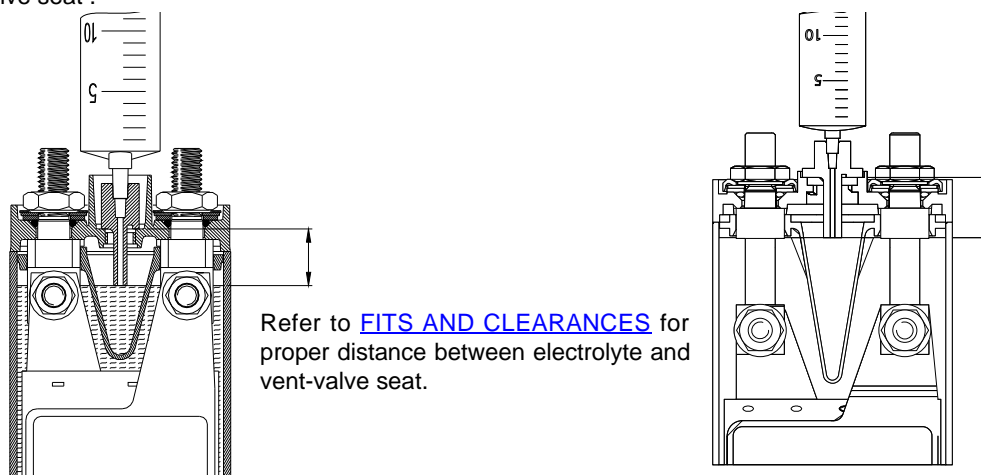 ve seat .
10
5
10
5
Refer to FITS AND CLEARANCES for
proper distance between electrolyte and
vent-valve seat.